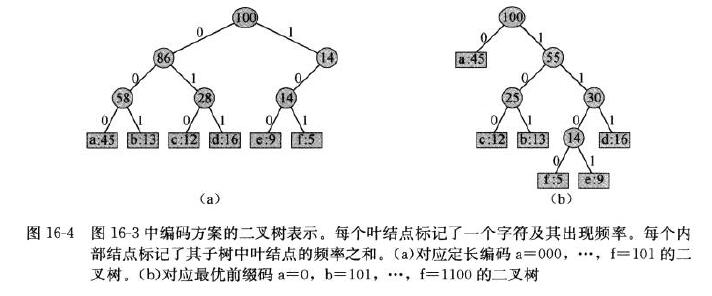 100
0 1
86 14
0 1 0
58 28 14
0 1 0 1 0 1
a:45 b:13 c:12 d:16 e:9 f:5
(a)
100
0 1
a:45 55
0 1
25 30
0 1 0 1
c:12 b:13 14 d:16
0 1
f:5 e:9
(b)
图 16-4 图 16-3 中编码方案的二叉树表示。每个叶结点标记了一个字符及其出现频率。每个内
部结点标记了其子树中叶结点的频率之和。(a)对应定长编码 a=000，…，f=101 的二
叉树。(b)对应最优前缀码 a=0，b=101，…，f=1100 的二叉树